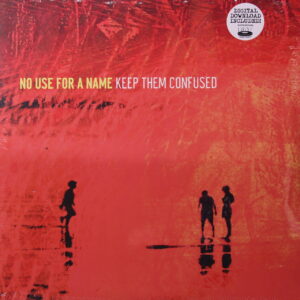 DIGITAL
DOWNLOAD
INCLUDED!
NO USE FOR A NAME KEEP THEM CONFUSED